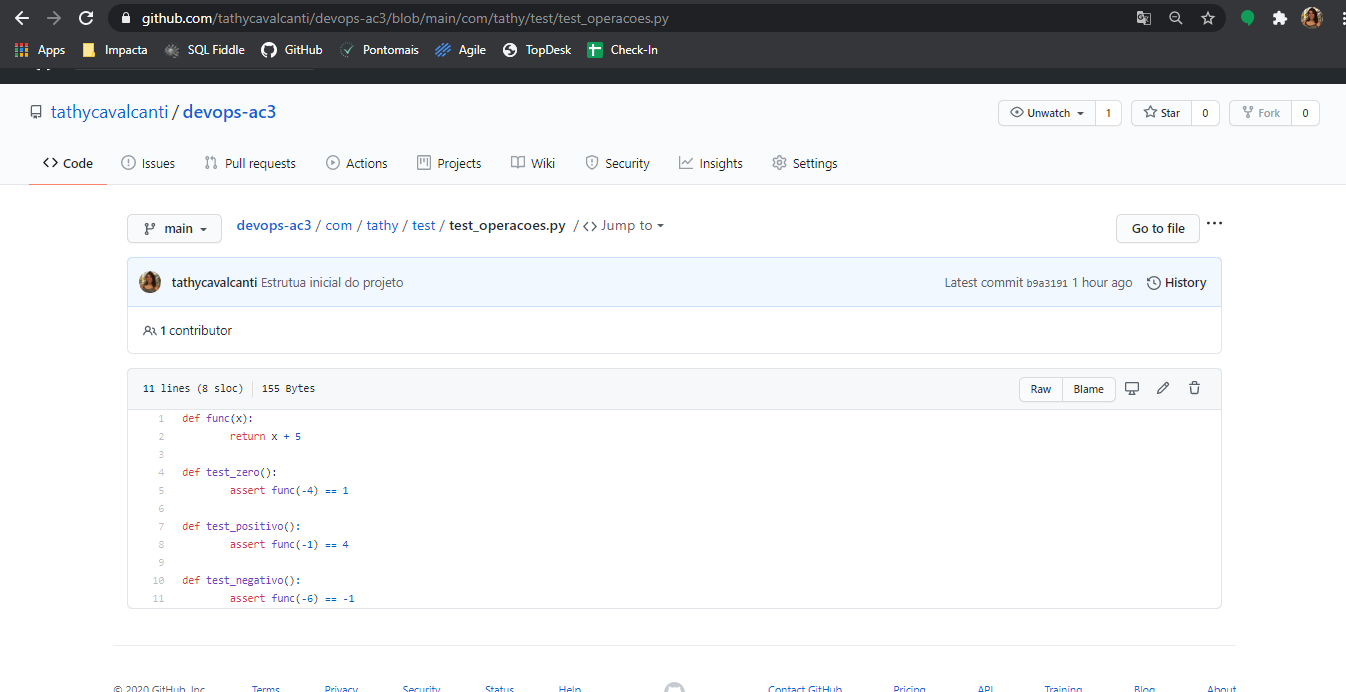 github.com/tathycavalcanti/devops-ac3/blob/main/com/tathy/test/test_operacoes.py
Apps Impacta SQL Fiddle GitHub Pontomais Agile TopDesk Check-In
tathycavalcanti / devops-ac3 Unwatch 1 Star 0 Fork 0
Code Issues Pull requests Actions Projects Wiki Security Insights Settings
main devops-ac3 / com / tathy / test / test_operacoes.py / <> Jump to Go to file ...
tathycavalcanti Estrutua inicial do projeto Latest commit b9a3191 1 hour ago History
1 contributor
11 lines (8 sloc) 155 Bytes Raw Blame
1 def func(x):
2 return x + 5
3
4 def test_zero():
5 assert func(-4) == 1
6
7 def test_positivo():
8 assert func(-1) == 4
9
10 def test_negativo():
11 assert func(-6) == -1
© 2020 GitHub, Inc. Terms Privacy Security Status Help Contact GitHub Pricing API Training Blog About